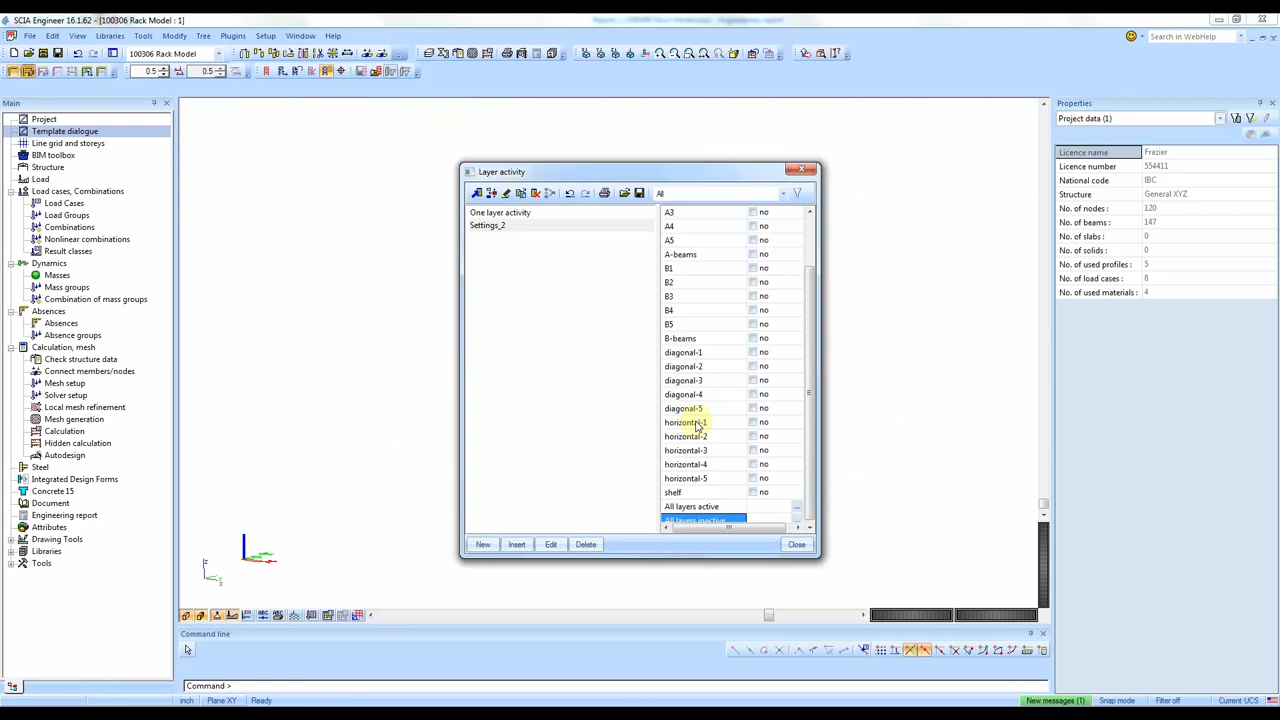 SCIA Engineer 16.1.62 - [100306 Rack Model : 1]
File Edit View Libraries Tools Modify Tree Plugins Setup Window Help
Search in WebHelp
100306 Rack Model
0.5 0.5
Main
Project
Template dialogue
Line grid and storeys
BIM toolbox
Structure
Load
Load cases, Combinations
Load Cases
Load Groups
Combinations
Nonlinear combinations
Result classes
Dynamics
Masses
Mass groups
Combination of mass groups
Absences
Absences
Absence groups
Calculation, mesh
Check structure data
Connect members/nodes
Mesh setup
Solver setup
Local mesh refinement
Mesh generation
Calculation
Hidden calculation
Autodesign
Steel
Integrated Design Forms
Concrete 15
Document
Engineering report
Attributes
Drawing Tools
Libraries
Tools
Layer activity
All
One layer activity
Settings_2
A3 no
A4 no
A5 no
A-beams no
B1 no
B2 no
B3 no
B4 no
B5 no
B-beams no
diagonal-1 no
diagonal-2 no
diagonal-3 no
diagonal-4 no
diagonal-5 no
horizontal-1 no
horizontal-2 no
horizontal-3 no
horizontal-4 no
horizontal-5 no
shelf no
All layers active ...
All layers inactive ...
New Insert Edit Delete Close
Properties
Project data (1)
Licence name Frazier
Licence number 554411
National code IBC
Structure General XYZ
No. of nodes : 120
No. of beams : 147
No. of slabs : 0
No. of solids : 0
No. of used profiles : 5
No. of load cases : 8
No. of used materials : 4
Z Y X
Command line
Command >
inch Plane XY Ready New messages (1) Snap mode Filter off Current UCS